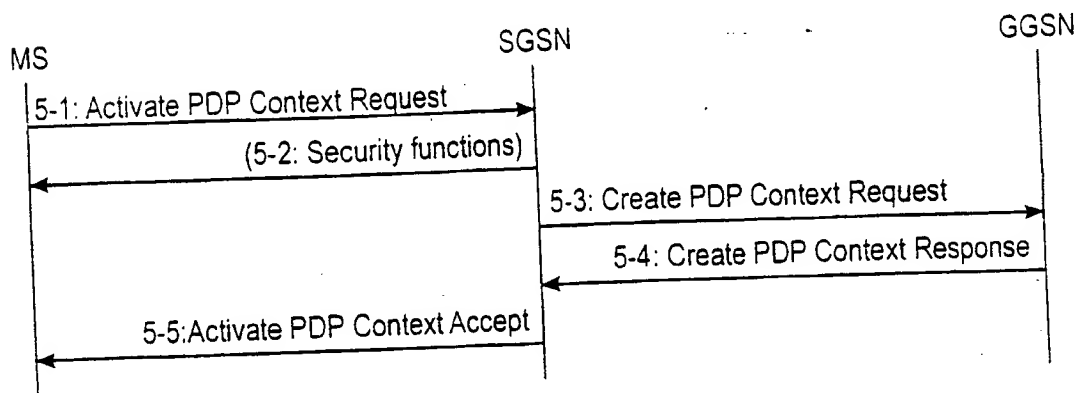 MS
SGSN
GGSN
5-1: Activate PDP Context Request
(5-2: Security functions)
5-3: Create PDP Context Request
5-4: Create PDP Context Response
5-5:Activate PDP Context Accept